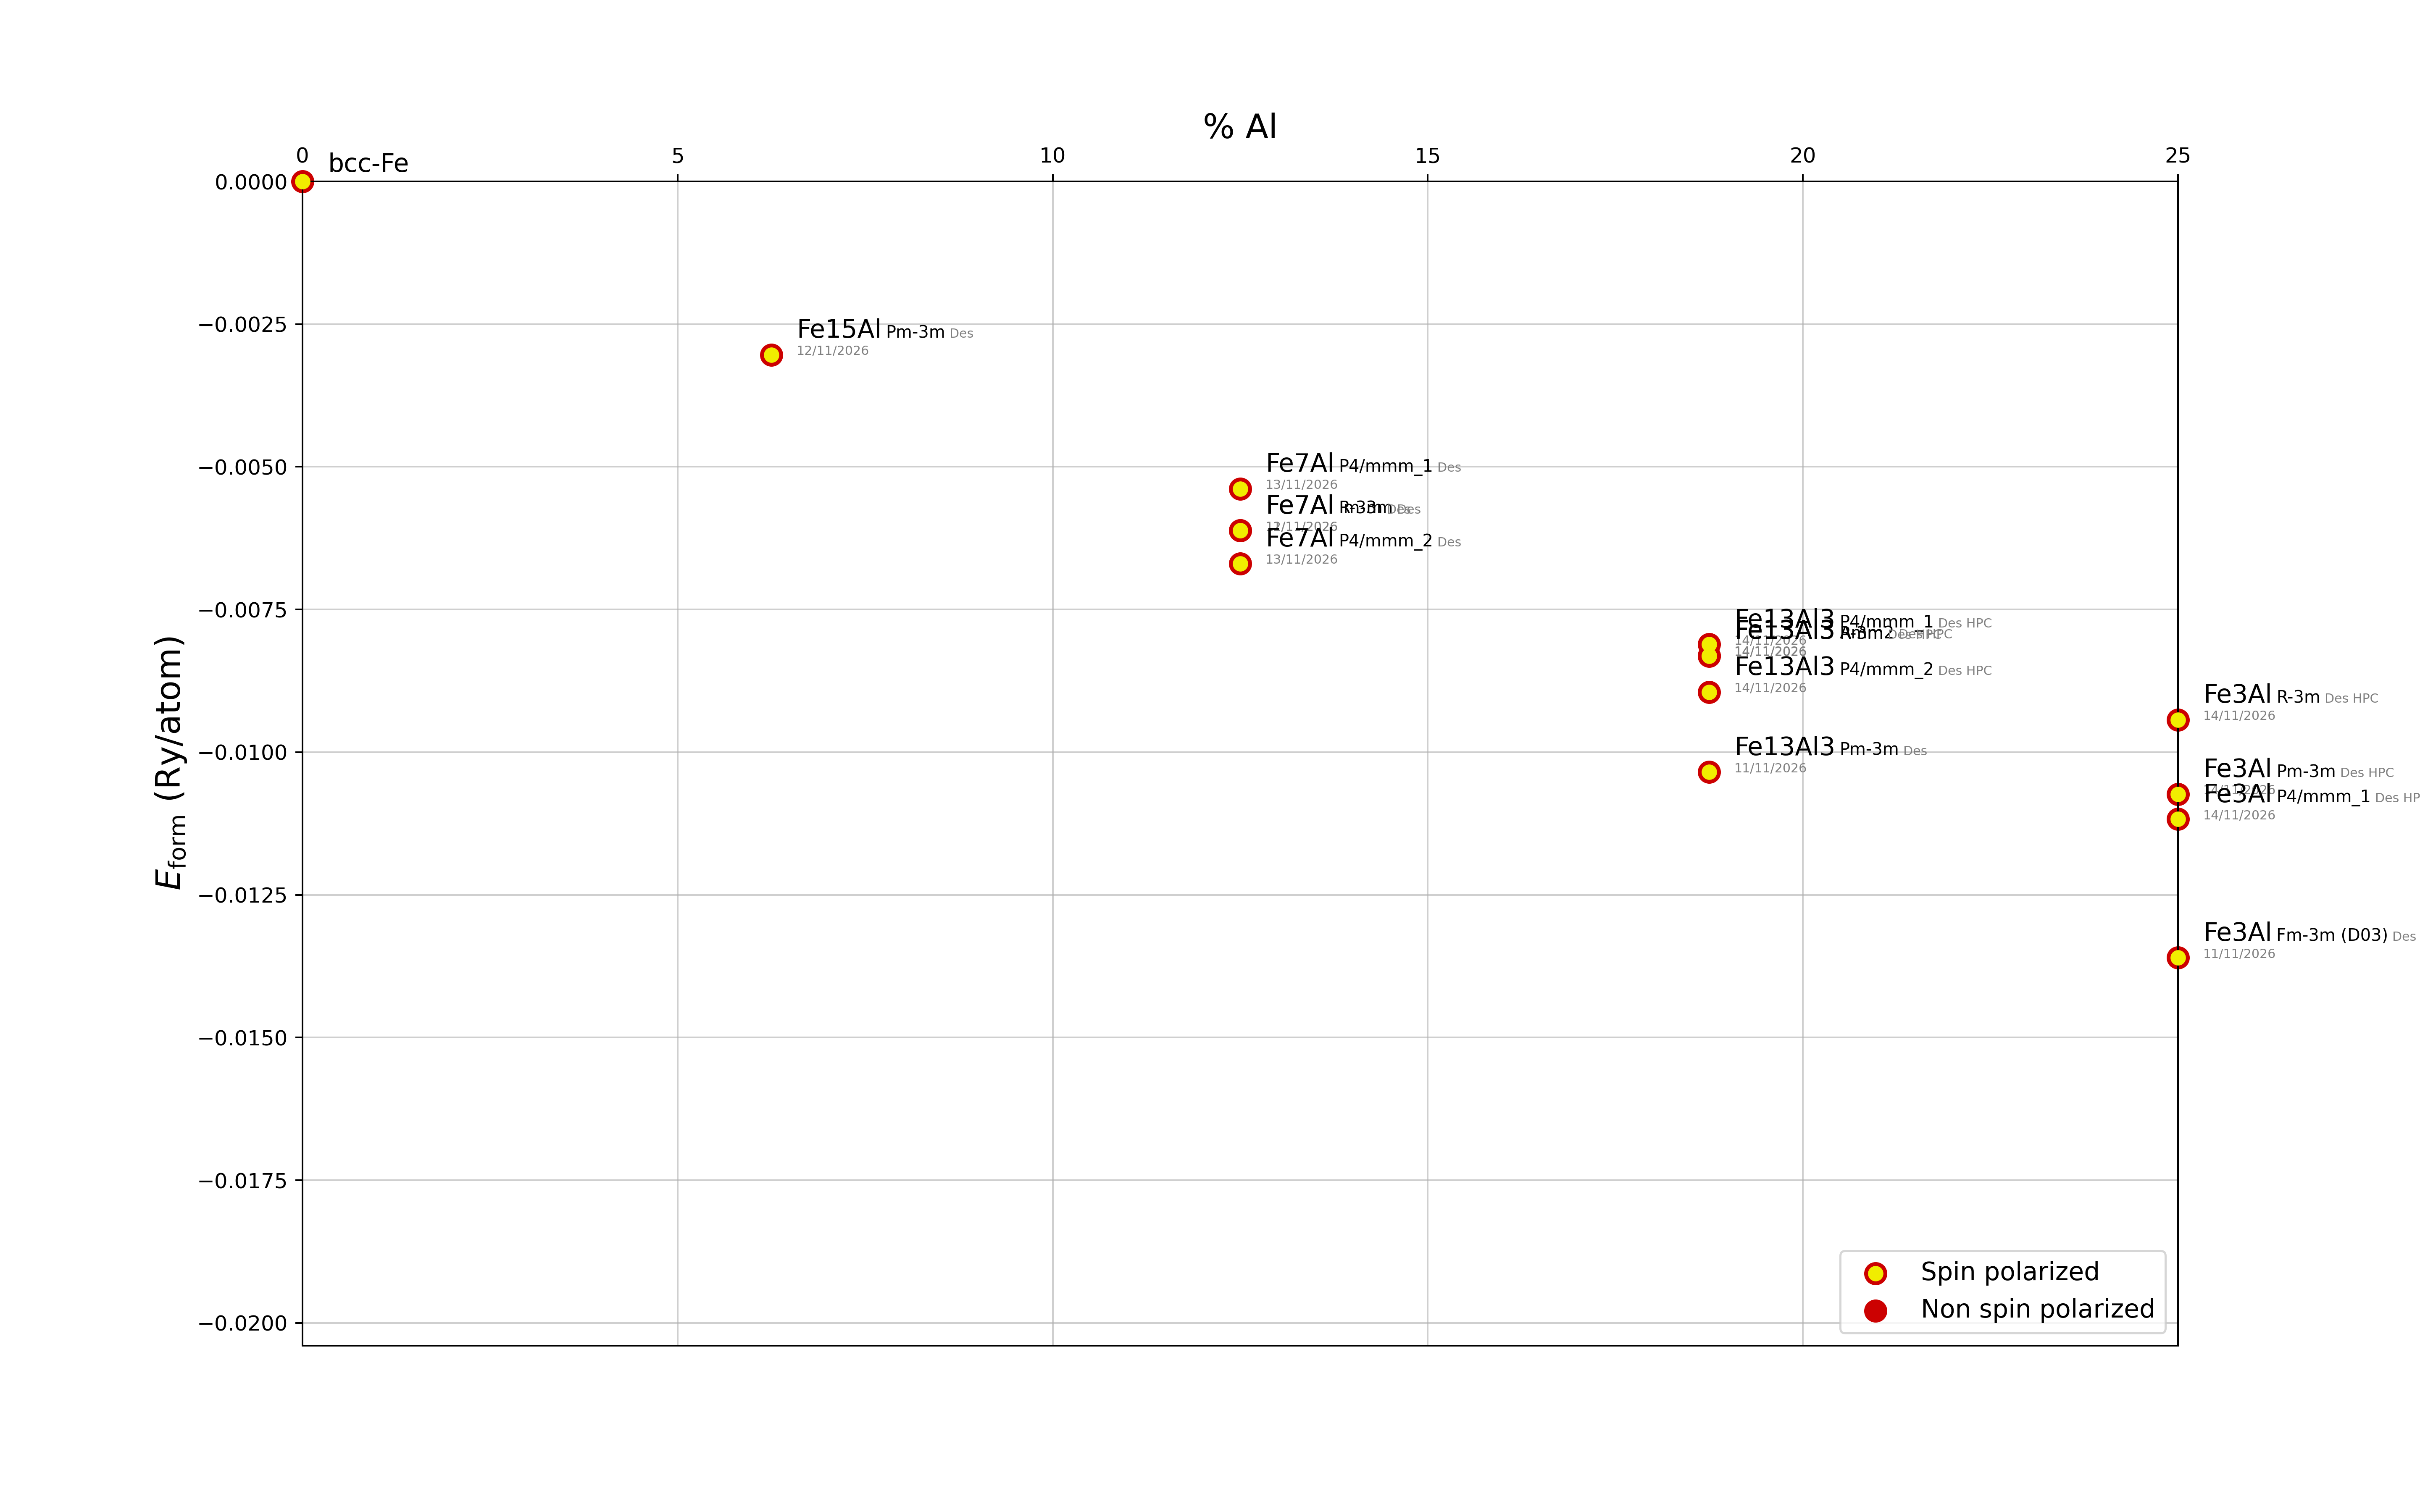 % Al
0 5 10 15 20 25
bcc-Fe
0.0000
−0.0025
−0.0050
−0.0075
−0.0100
−0.0125
−0.0150
−0.0175
−0.0200
E form (Ry/atom)
Fe15Al Pm-3m Des
12/11/2026
Fe7Al P4/mmm_1 Des
13/11/2026
Fe7Al
Fe7Al P4/mmm_2 Des
13/11/2026
Fe13Al3 P4/mmm_1 Des HPC
14/11/2026
Fe13Al3
14/11/2026
Fe13Al3 P4/mmm_2 Des HPC
14/11/2026
Fe13Al3 Pm-3m Des
11/11/2026
Fe3Al R-3m Des HPC
14/11/2026
Fe3Al Pm-3m Des HPC
14/11/2026
Fe3Al P4/mmm_1 Des HP
14/11/2026
Fe3Al Fm-3m (D03) Des
11/11/2026
Spin polarized
Non spin polarized